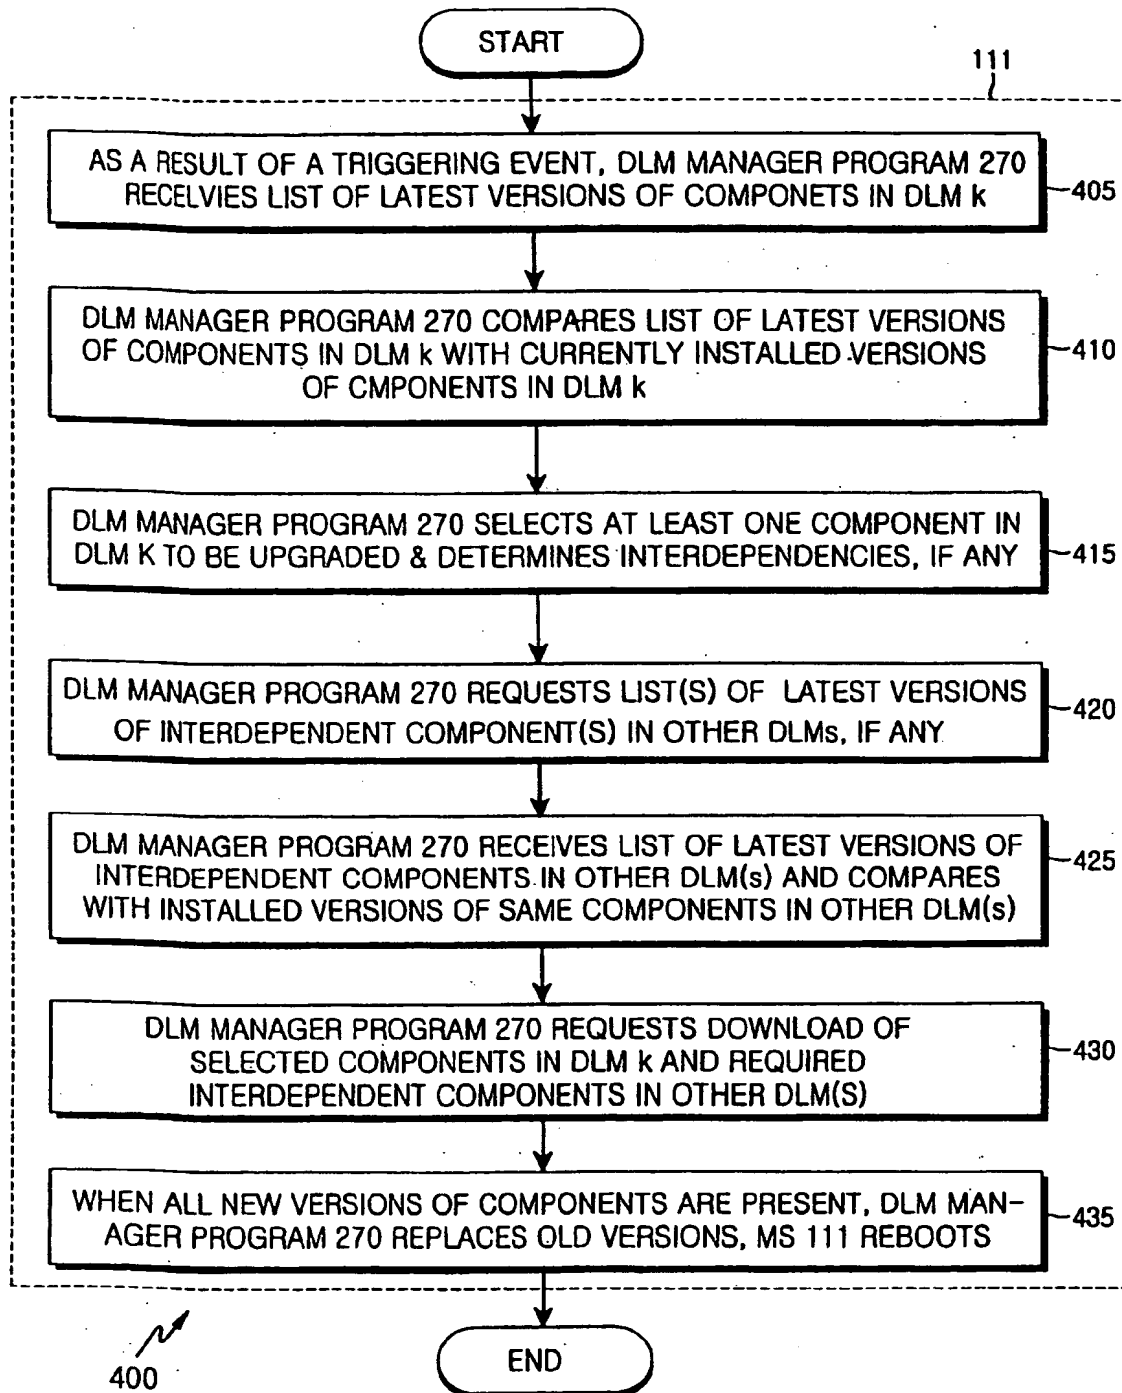 START
111
AS A RESULT OF A TRIGGERING EVENT, DLM MANAGER PROGRAM 270
RECELVIES LIST OF LATEST VERSIONS OF COMPONETS IN DLM k
405
DLM MANAGER PROGRAM 270 COMPARES LIST OF LATEST VERSIONS
OF COMPONENTS IN DLM k WITH CURRENTLY INSTALLED VERSIONS
OF CMPONENTS IN DLM k
410
DLM MANAGER PROGRAM 270 SELECTS AT LEAST ONE COMPONENT IN
DLM K TO BE UPGRADED & DETERMINES INTERDEPENDENCIES, IF ANY
415
DLM MANAGER PROGRAM 270 REQUESTS LIST(S) OF LATEST VERSIONS
OF INTERDEPENDENT COMPONENT(S) IN OTHER DLMs, IF ANY
420
DLM MANAGER PROGRAM 270 RECEIVES LIST OF LATEST VERSIONS OF
INTERDEPENDENT COMPONENTS IN OTHER DLM(s) AND COMPARES
WITH INSTALLED VERSIONS OF SAME COMPONENTS IN OTHER DLM(s)
425
DLM MANAGER PROGRAM 270 REQUESTS DOWNLOAD OF
SELECTED COMPONENTS IN DLM k AND REQUIRED
INTERDEPENDENT COMPONENTS IN OTHER DLM(S)
430
WHEN ALL NEW VERSIONS OF COMPONENTS ARE PRESENT, DLM MAN-
AGER PROGRAM 270 REPLACES OLD VERSIONS, MS 111 REBOOTS
435
END
400